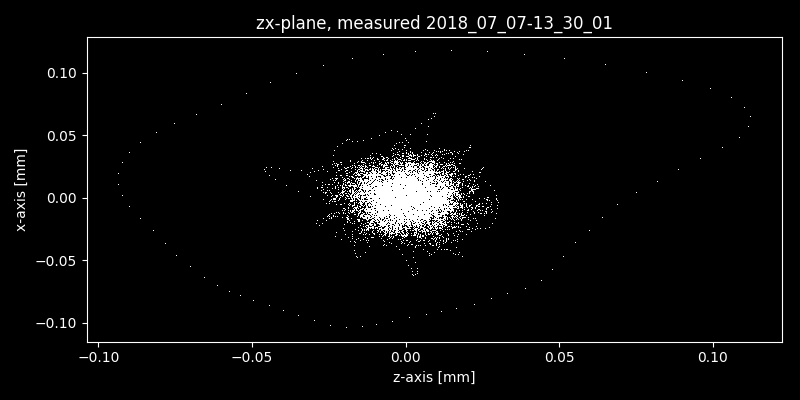 zx-plane, measured 2018_07_07-13_30_01
0.10
0.05
0.00
−0.05
−0.10
x-axis [mm]
−0.10 −0.05 0.00 0.05 0.10
z-axis [mm]